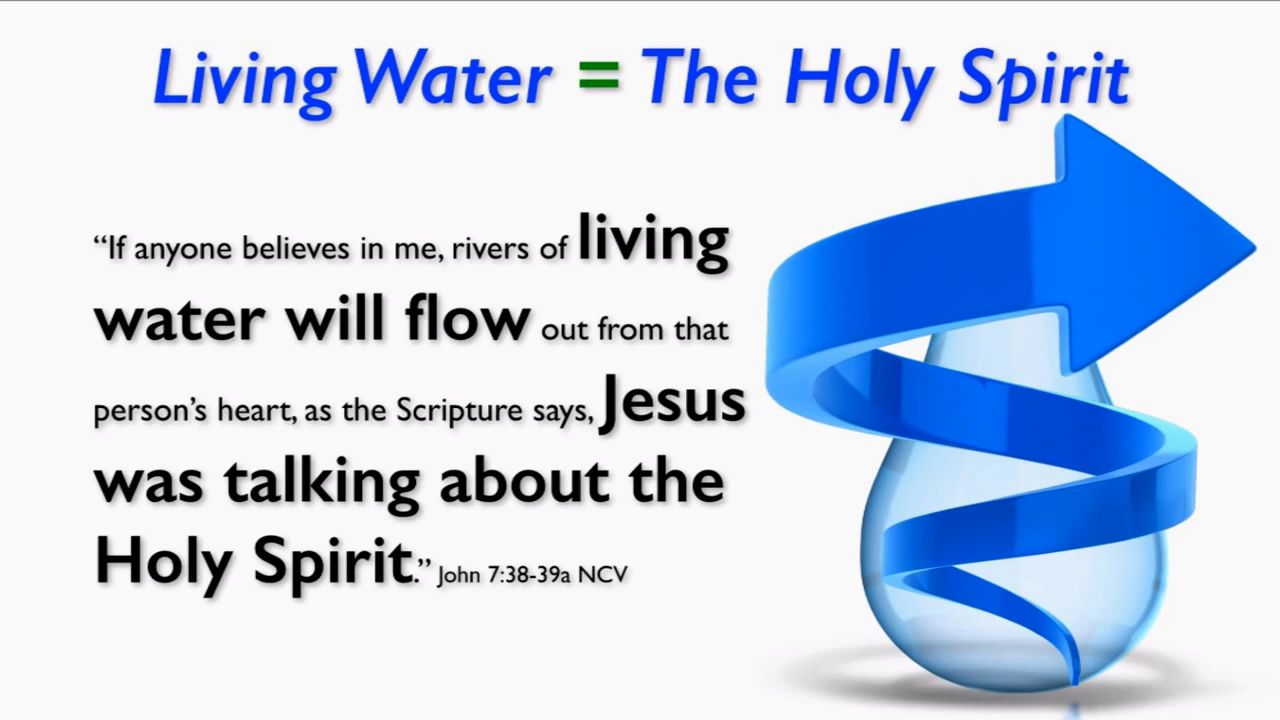 Living Water = The Holy Spirit
“If anyone believes in me, rivers of living
water will flow out from that
person’s heart, as the Scripture says, Jesus
was talking about the
Holy Spirit.” John 7:38-39a NCV